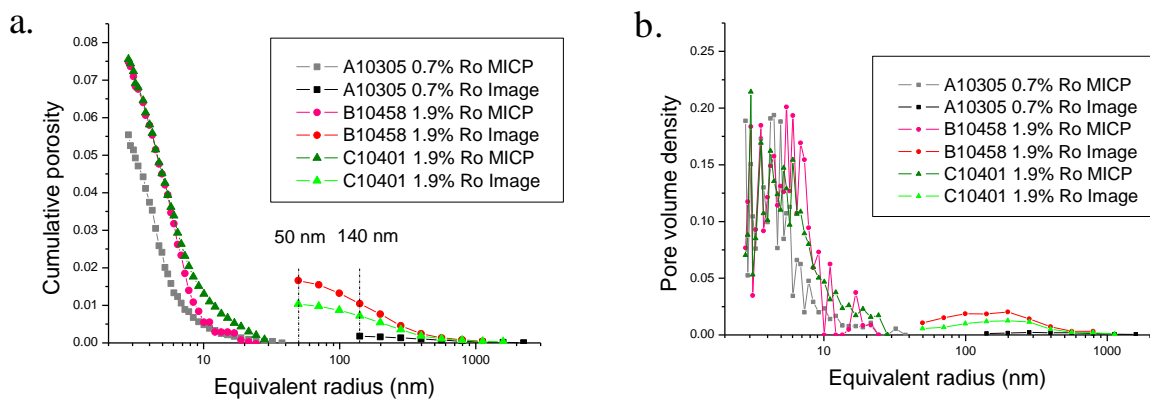 a.
Cumulative porosity
0.08
0.07
0.06
0.05
0.04
0.03
0.02
0.01
0.00
A10305 0.7% Ro MICP
A10305 0.7% Ro Image
B10458 1.9% Ro MICP
B10458 1.9% Ro Image
C10401 1.9% Ro MICP
C10401 1.9% Ro Image
50 nm 140 nm
10 100 1000
Equivalent radius (nm)
b.
Pore volume density
0.25
0.20
0.15
0.10
0.05
0.00
A10305 0.7% Ro MICP
A10305 0.7% Ro Image
B10458 1.9% Ro MICP
B10458 1.9% Ro Image
C10401 1.9% Ro MICP
C10401 1.9% Ro Image
10 100 1000
Equivalent radius (nm)